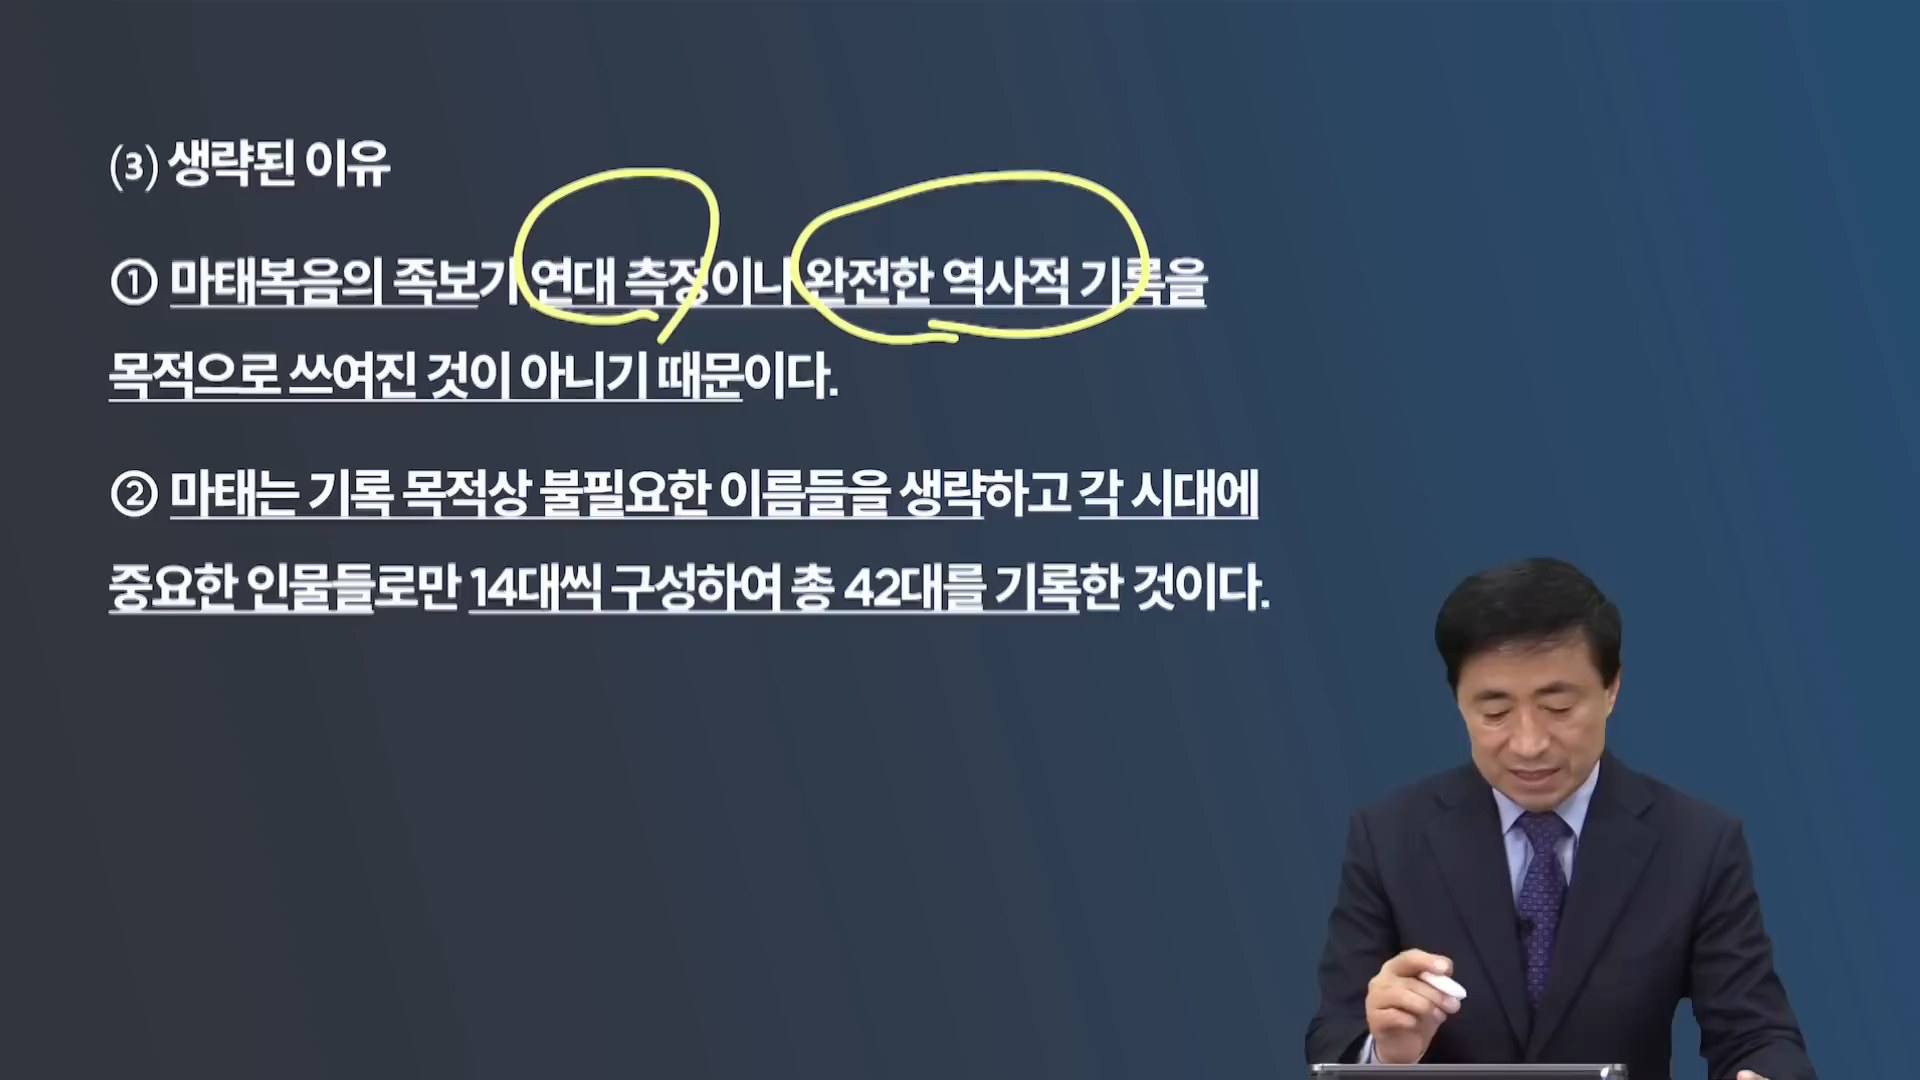 (3) 생략된 이유
① 마태복음의 족보가 연대 측정이나 완전한 역사적 기록을
목적으로 쓰여진 것이 아니기 때문이다.
② 마태는 기록 목적상 불필요한 이름들을 생략하고 각 시대에
중요한 인물들로만 14대씩 구성하여 총 42대를 기록한 것이다.